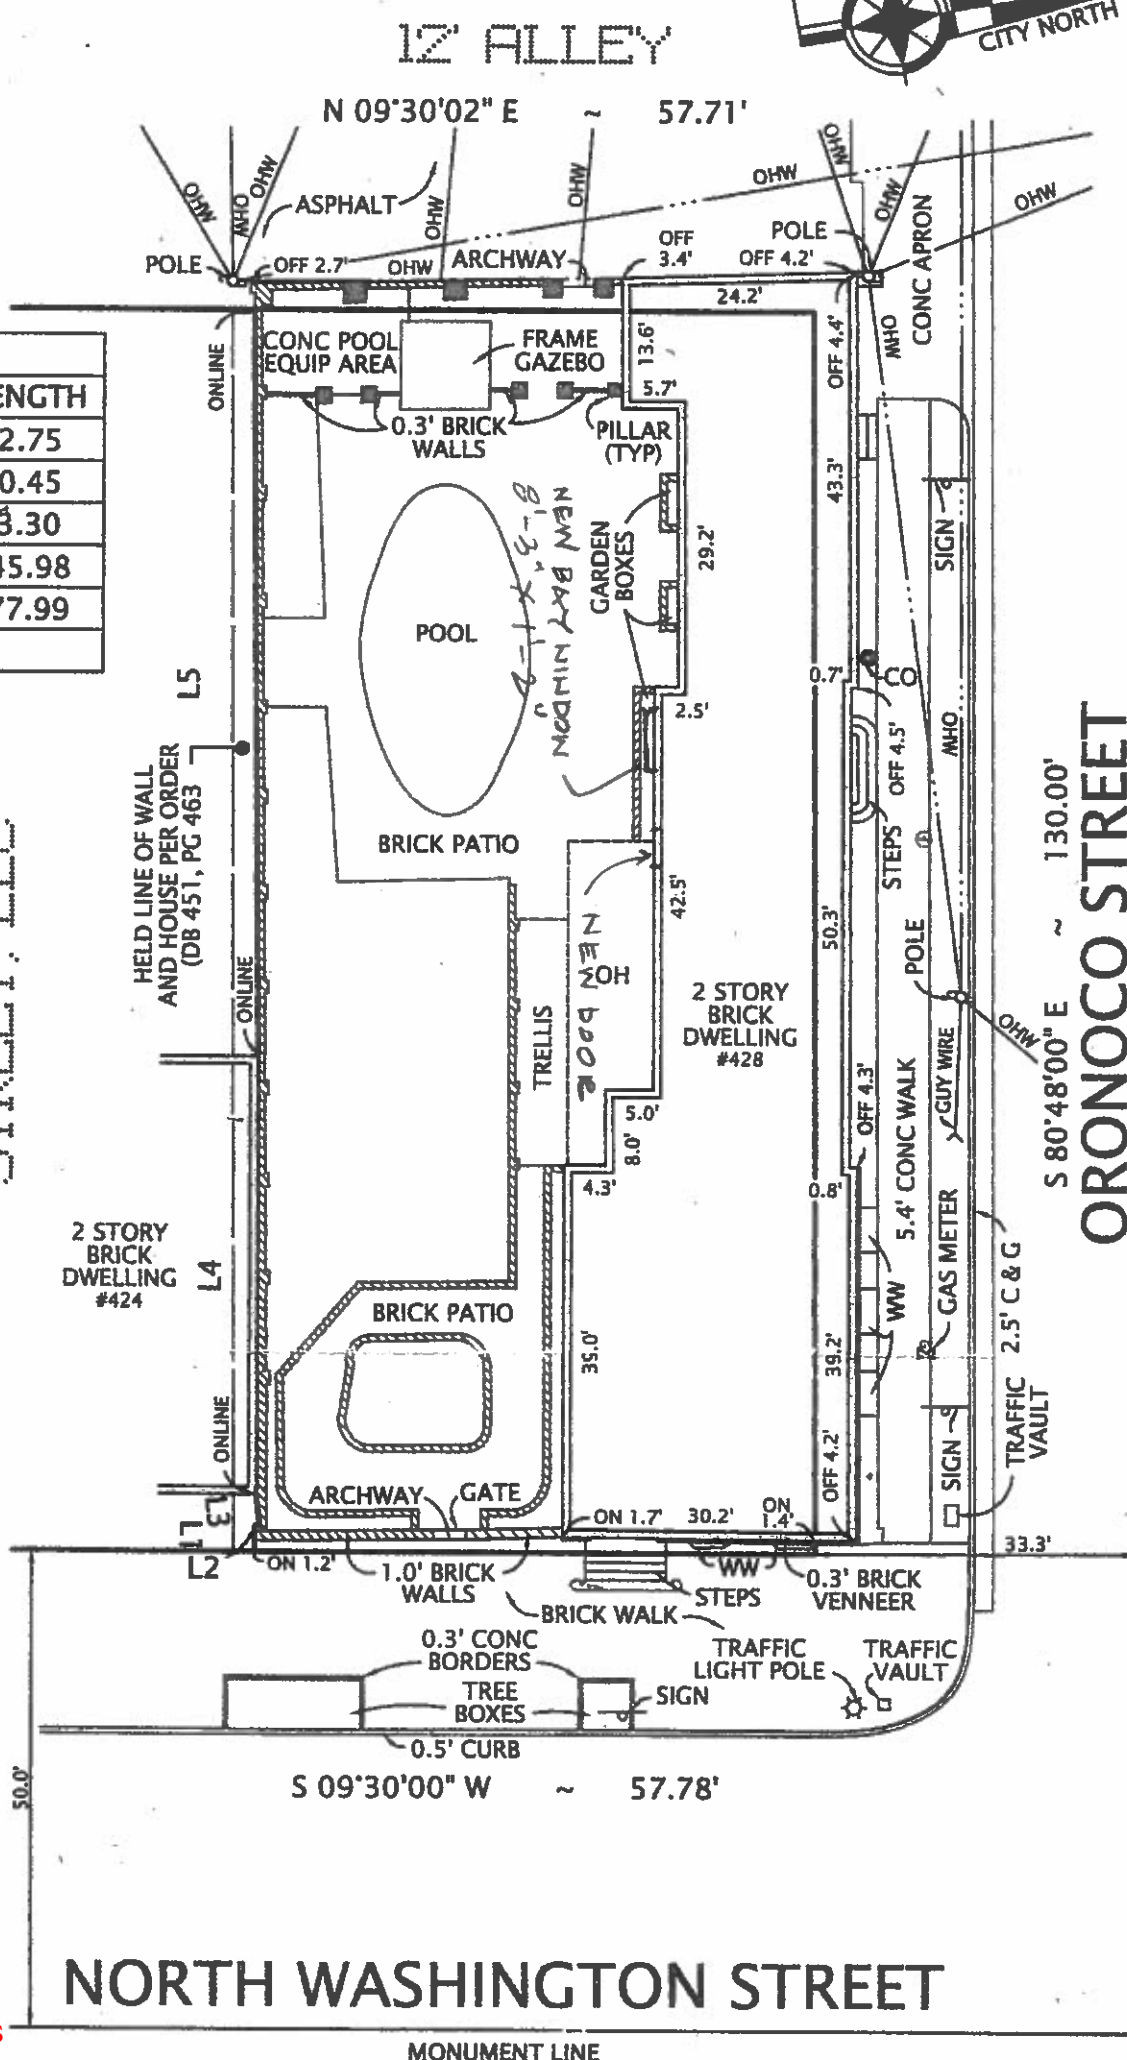 12' ALLEY
CITY NORTH
N 09°30'02" E ~ 57.71'
OHW
OHW
OHW
OHW
OHW
OHW
OHW
OHW
OHW
ASPHALT
POLE
OFF 2.7'
OHW
ARCHWAY
OFF
3.4'
POLE
OFF 4.2'
CONC APRON
24.2'
ONLINE
CONC POOL
EQUIP AREA
FRAME
GAZEBO
13.6'
OFF 4.4'
OHW
5.7'
0.3' BRICK
WALLS
PILLAR
(TYP)
ENGTH
2.75
0.45
3.30
45.98
77.99
43.3'
SIGN
NEW BAY WINDOW
8'-3" X 1'-2"
GARDEN
BOXES
29.2'
POOL
L5
0.7'
CO
2.5'
OFF 4.5'
OHW
HELD LINE OF WALL
AND HOUSE PER ORDER
(DB 451, PG 463
STEPS
BRICK PATIO
42.5'
50.3'
S 80°48'00" E ~ 130.00'
ORONOCO STREET
ONLINE
NEW DOOR
OH
TRELLIS
2 STORY
BRICK
DWELLING
#428
POLE
OHW
GUY WIRE
OFF 4.3'
5.4' CONC WALK
5.0'
8.0'
4.3'
0.8'
2 STORY
BRICK
DWELLING
#424
L4
BRICK PATIO
GAS METER
WW
2.5' C & G
35.0'
39.2'
ONLINE
TRAFFIC
VAULT
SIGN
OFF 4.2'
ARCHWAY
GATE
L3
L1
L2
ON 1.7'
30.2'
ON
1.4'
33.3'
ON 1.2'
1.0' BRICK
WALLS
WW
STEPS
0.3' BRICK
VENNEER
BRICK WALK
0.3' CONC
BORDERS
TRAFFIC
LIGHT POLE
TRAFFIC
VAULT
TREE
BOXES
SIGN
0.5' CURB
50.0'
S 09°30'00" W ~ 57.78'
NORTH WASHINGTON STREET
MONUMENT LINE